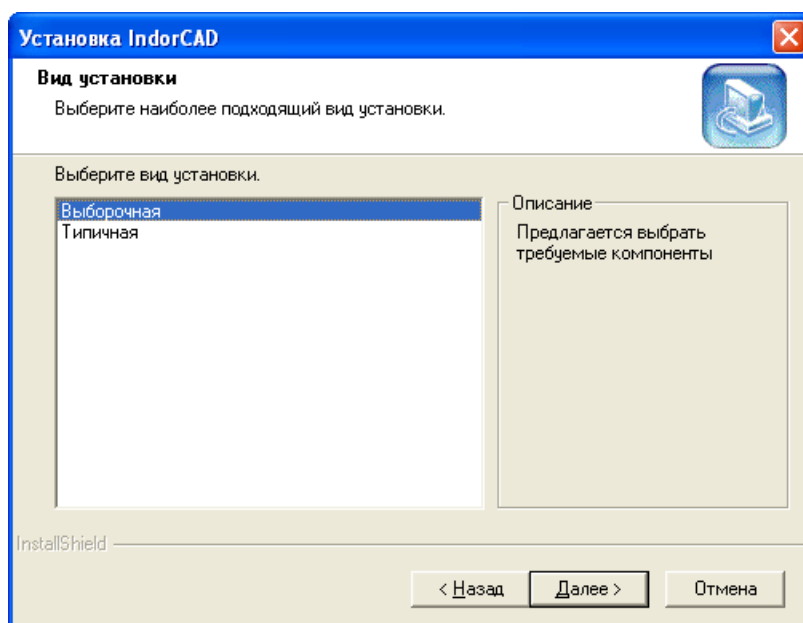 Установка IndorCAD
Вид установки
Выберите наиболее подходящий вид установки.
Выберите вид установки.
Выборочная
Типичная
Описание
Предлагается выбрать
требуемые компоненты
InstallShield
< Назад
Далее >
Отмена